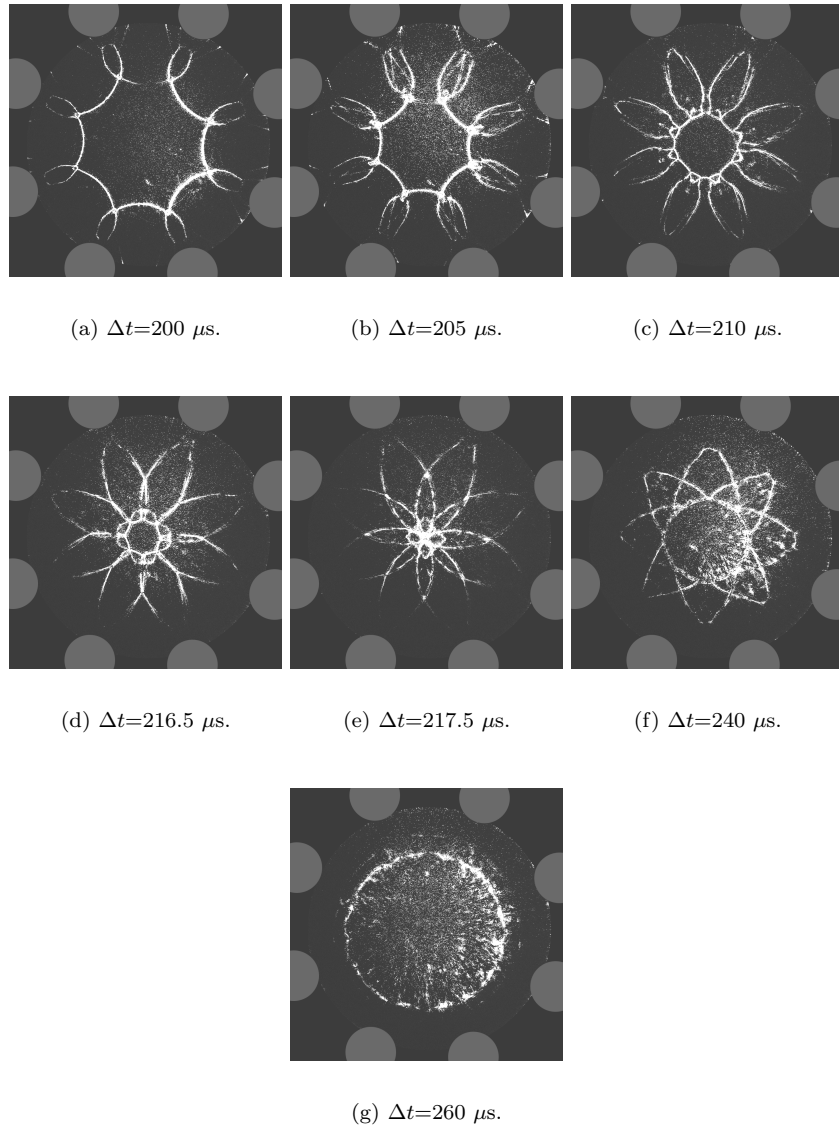 (a) Δt=200 μs.
(b) Δt=205 μs.
(c) Δt=210 μs.
(d) Δt=216.5 μs.
(e) Δt=217.5 μs.
(f) Δt=240 μs.
(g) Δt=260 μs.